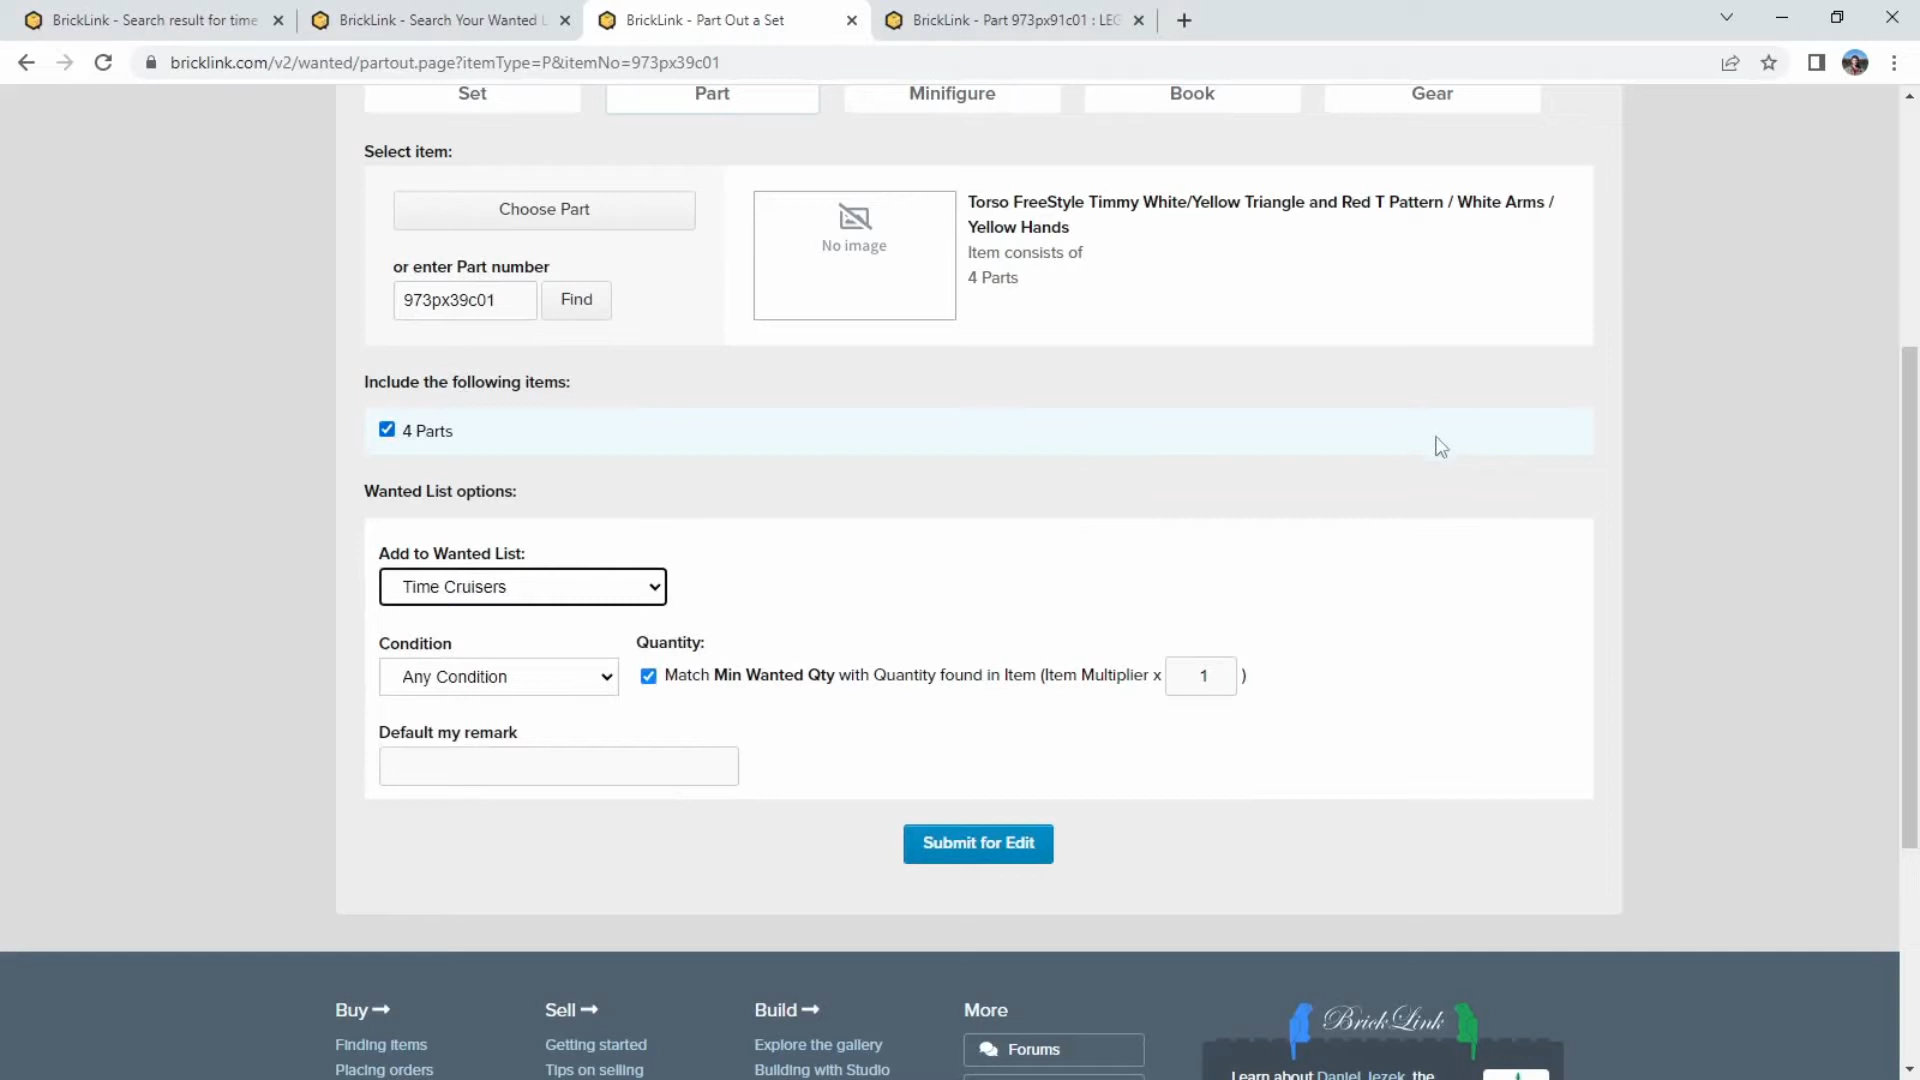 BrickLink - Search result for time
BrickLink - Search Your Wanted L
BrickLink - Part Out a Set
BrickLink - Part 973px91c01 : LEG
bricklink.com/v2/wanted/partout.page?itemType=P&itemNo=973px39c01
Set
Part
Minifigure
Book
Gear
Select item:
Choose Part
or enter Part number
973px39c01
Find
No image
Torso FreeStyle Timmy White/Yellow Triangle and Red T Pattern / White Arms /
Yellow Hands
Item consists of
4 Parts
Include the following items:
4 Parts
Wanted List options:
Add to Wanted List:
Time Cruisers
Condition
Any Condition
Quantity:
Match Min Wanted Qty with Quantity found in Item (Item Multiplier x 1 )
Default my remark
Submit for Edit
Buy
Finding items
Placing orders
Sell
Getting started
Tips on selling
Build
Explore the gallery
Building with Studio
More
Forums
BrickLink
Learn about Daniel Jezek, the